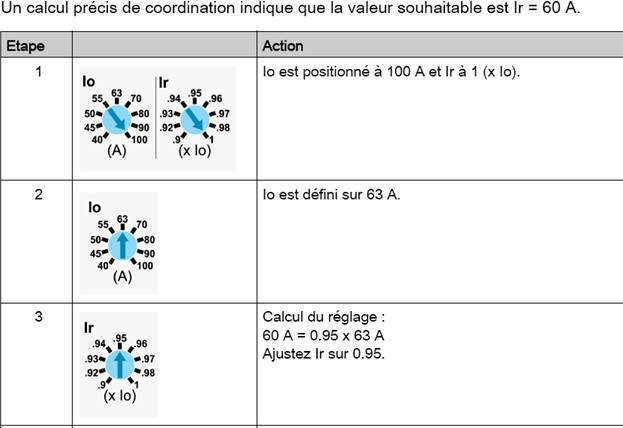 Un calcul précis de coordination indique que la valeur souhaitable est Ir = 60 A.
Etape
Action
1
Io
Ir
40 45 50 55 63 70 80 90 100
(A)
.9 .92 .93 .94 .95 .96 .97 .98 1
(x Io)
Io est positionné à 100 A et Ir à 1 (x Io).
2
Io
40 45 50 55 63 70 80 90 100
(A)
Io est défini sur 63 A.
3
Ir
.9 .92 .93 .94 .95 .96 .97 .98 1
(x Io)
Calcul du réglage :
60 A = 0.95 x 63 A
Ajustez Ir sur 0.95.